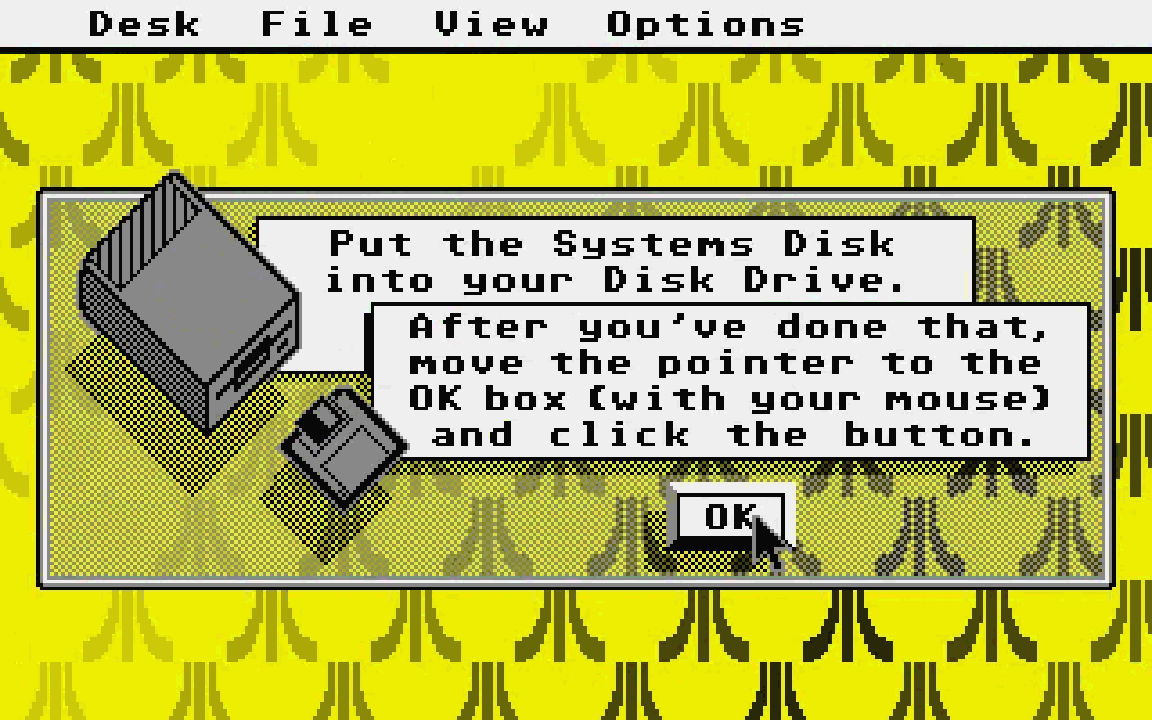 Desk File View Options
Put the Systems Disk
into your Disk Drive.
After you've done that,
move the pointer to the
OK box (with your mouse)
and click the button.
OK